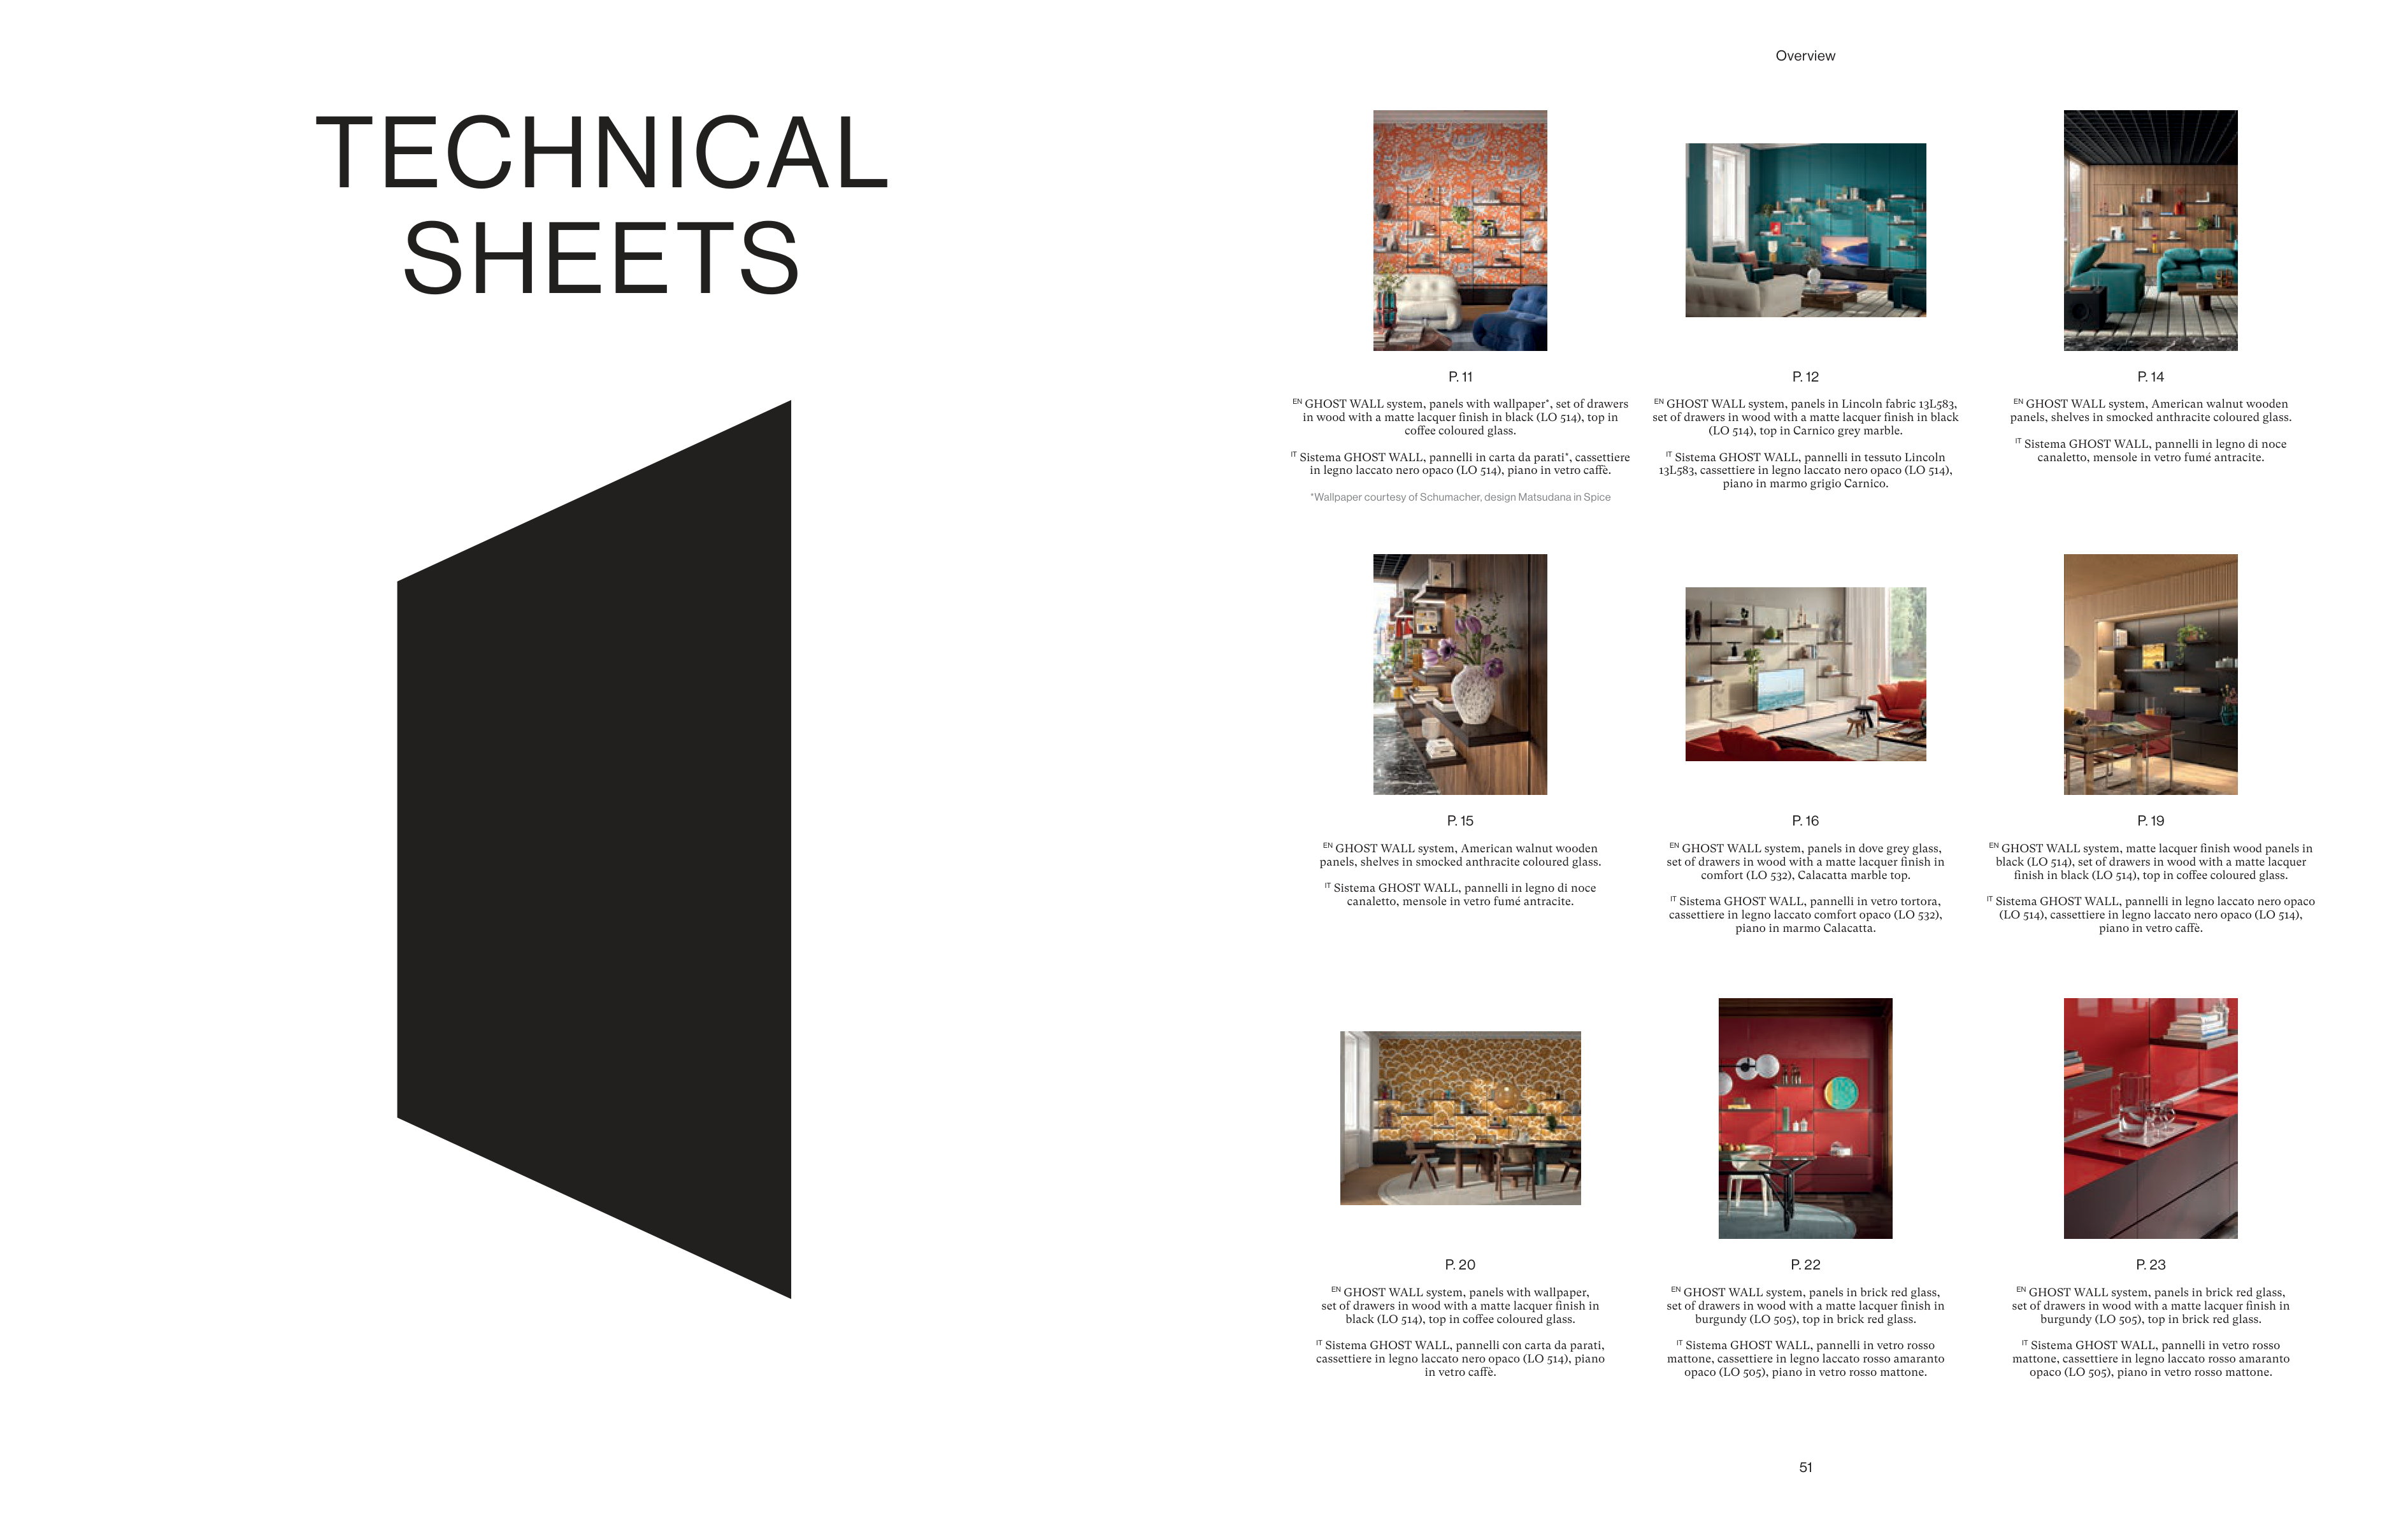 TECHNICAL
SHEETS
Overview
P. 11
EN GHOST WALL system, panels with wallpaper*, set of drawers
in wood with a matte lacquer finish in black (LO 514), top in
coffee coloured glass.
IT Sistema GHOST WALL, pannelli in carta da parati*, cassettiere
in legno laccato nero opaco (LO 514), piano in vetro caffè.
*Wallpaper courtesy of Schumacher, design Matsudana in Spice
P. 12
EN GHOST WALL system, panels in Lincoln fabric 13L583,
set of drawers in wood with a matte lacquer finish in black
(LO 514), top in Carnico grey marble.
IT Sistema GHOST WALL, pannelli in tessuto Lincoln
13L583, cassettiere in legno laccato nero opaco (LO 514),
piano in marmo grigio Carnico.
P. 14
EN GHOST WALL system, American walnut wooden
panels, shelves in smocked anthracite coloured glass.
IT Sistema GHOST WALL, pannelli in legno di noce
canaletto, mensole in vetro fumé antracite.
P. 15
EN GHOST WALL system, American walnut wooden
panels, shelves in smocked anthracite coloured glass.
IT Sistema GHOST WALL, pannelli in legno di noce
canaletto, mensole in vetro fumé antracite.
P. 16
EN GHOST WALL system, panels in dove grey glass,
set of drawers in wood with a matte lacquer finish in
comfort (LO 532), Calacatta marble top.
IT Sistema GHOST WALL, pannelli in vetro tortora,
cassettiere in legno laccato comfort opaco (LO 532),
piano in marmo Calacatta.
P. 19
EN GHOST WALL system, matte lacquer finish wood panels in
black (LO 514), set of drawers in wood with a matte lacquer
finish in black (LO 514), top in coffee coloured glass.
IT Sistema GHOST WALL, pannelli in legno laccato nero opaco
(LO 514), cassettiere in legno laccato nero opaco (LO 514),
piano in vetro caffè.
P. 20
EN GHOST WALL system, panels with wallpaper,
set of drawers in wood with a matte lacquer finish in
black (LO 514), top in coffee coloured glass.
IT Sistema GHOST WALL, pannelli con carta da parati,
cassettiere in legno laccato nero opaco (LO 514), piano
in vetro caffè.
P. 22
EN GHOST WALL system, panels in brick red glass,
set of drawers in wood with a matte lacquer finish in
burgundy (LO 505), top in brick red glass.
IT Sistema GHOST WALL, pannelli in vetro rosso
mattone, cassettiere in legno laccato rosso amaranto
opaco (LO 505), piano in vetro rosso mattone.
P. 23
EN GHOST WALL system, panels in brick red glass,
set of drawers in wood with a matte lacquer finish in
burgundy (LO 505), top in brick red glass.
IT Sistema GHOST WALL, pannelli in vetro rosso
mattone, cassettiere in legno laccato rosso amaranto
opaco (LO 505), piano in vetro rosso mattone.
51